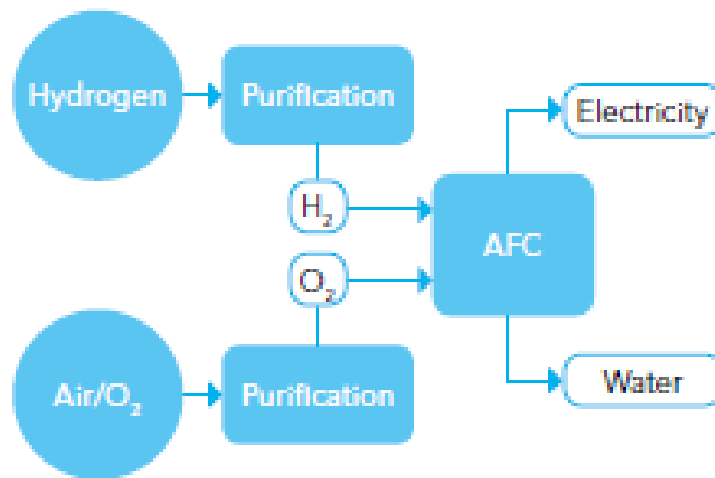 Hydrogen
Purification
Electricity
H₂
AFC
O₂
Water
Air/O₂
Purification